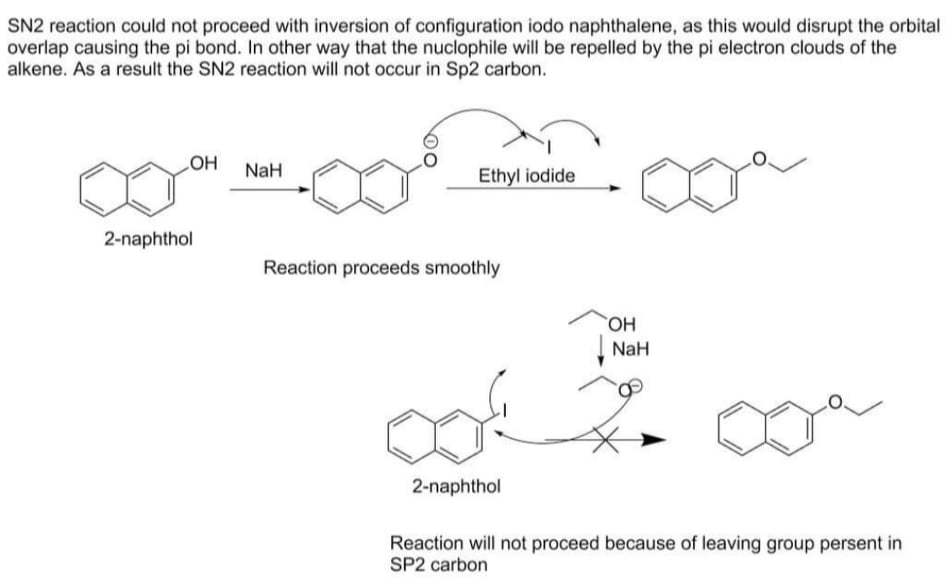 SN2 reaction could not proceed with inversion of configuration iodo naphthalene, as this would disrupt the orbital
overlap causing the pi bond. In other way that the nuclophile will be repelled by the pi electron clouds of the
alkene. As a result the SN2 reaction will not occur in Sp2 carbon.
OH
NaH
O
I
Ethyl iodide
O
2-naphthol
Reaction proceeds smoothly
OH
NaH
O
I
O
2-naphthol
Reaction will not proceed because of leaving group persent in
SP2 carbon